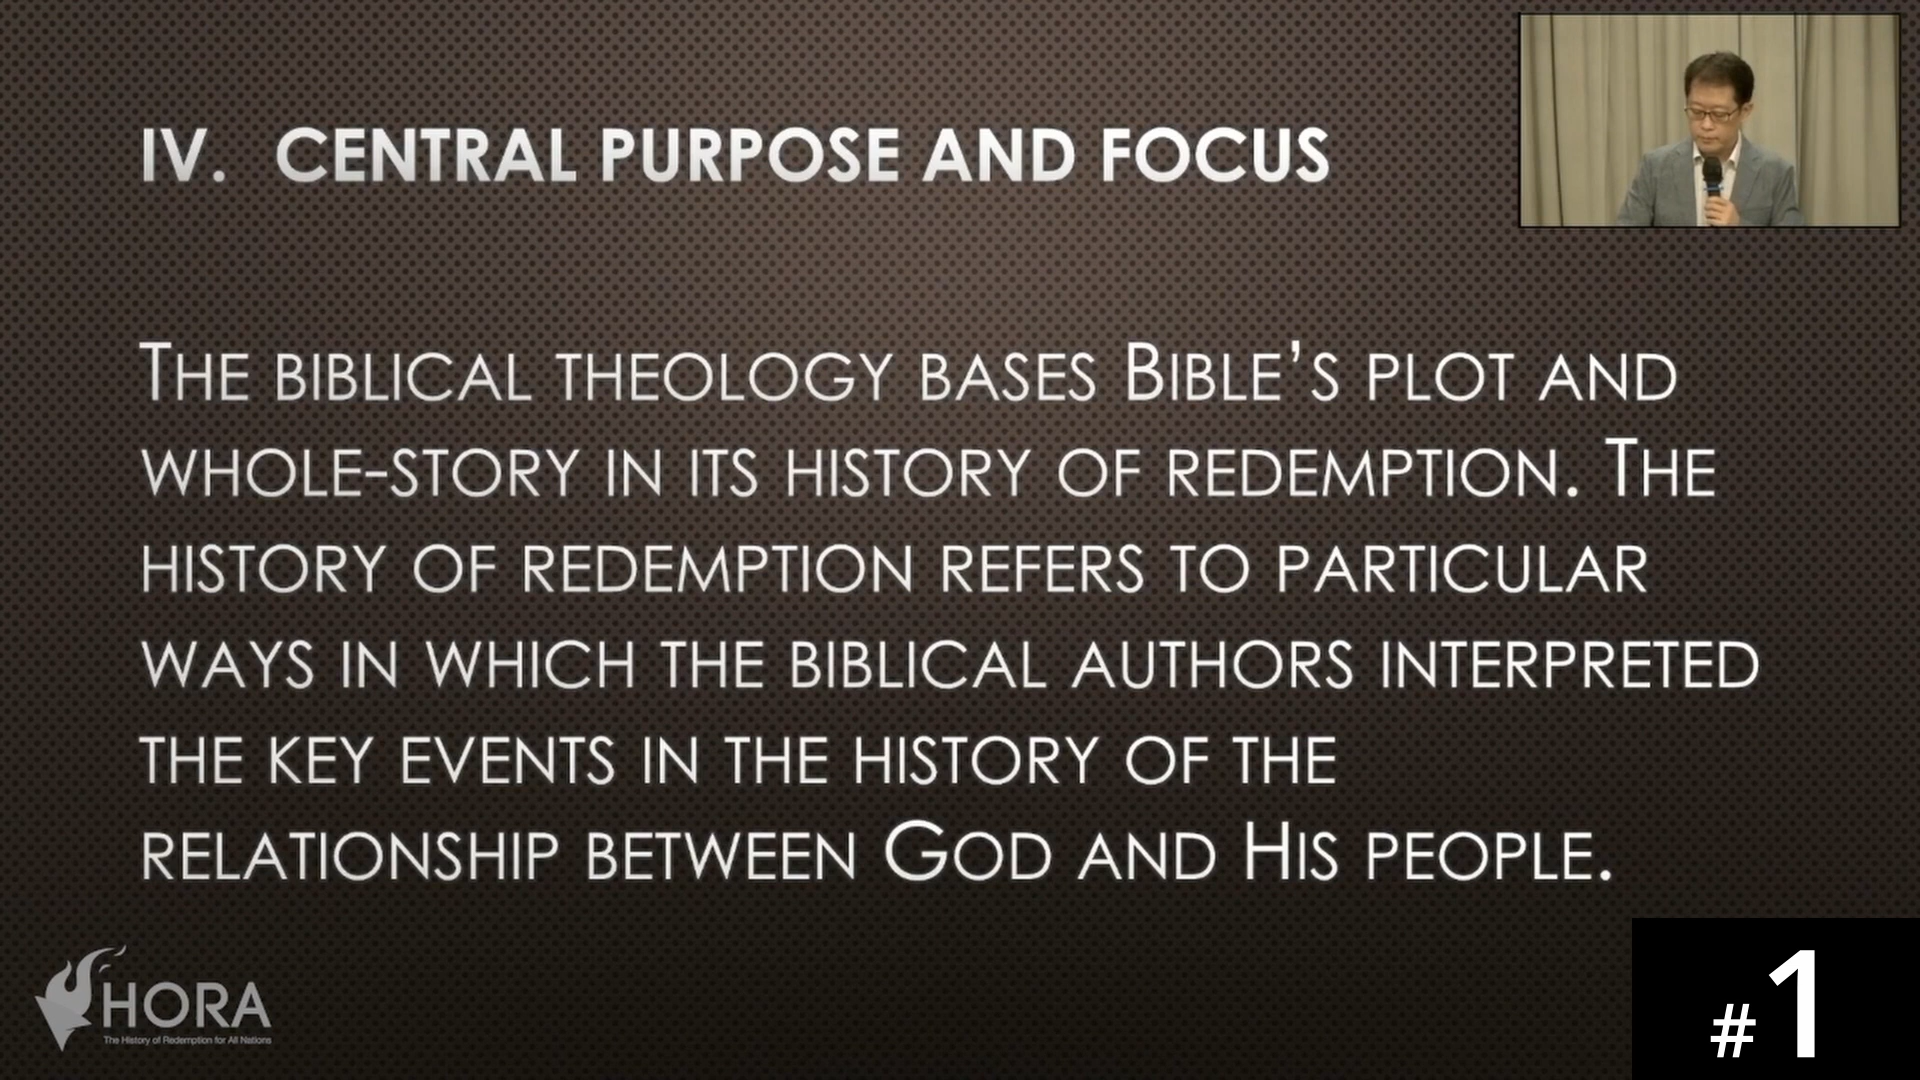 IV. CENTRAL PURPOSE AND FOCUS
THE BIBLICAL THEOLOGY BASES BIBLE’S PLOT AND
WHOLE-STORY IN ITS HISTORY OF REDEMPTION. THE
HISTORY OF REDEMPTION REFERS TO PARTICULAR
WAYS IN WHICH THE BIBLICAL AUTHORS INTERPRETED
THE KEY EVENTS IN THE HISTORY OF THE
RELATIONSHIP BETWEEN GOD AND HIS PEOPLE.
HORA
The History of Redemption for All Nations
#1